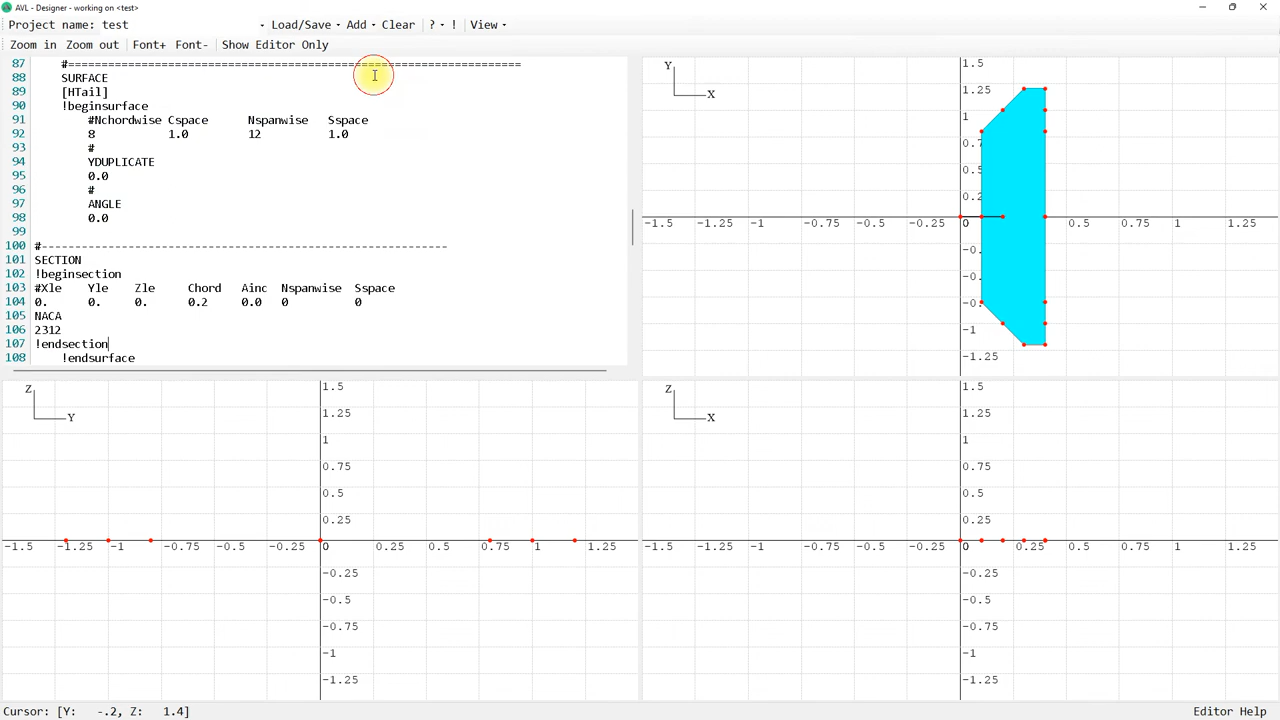 AVL - Designer - working on <test>
Project name: test Load/Save Add Clear ? ! View
Zoom in Zoom out Font+ Font- Show Editor Only
87 #====================================================================
88 SURFACE
89 [HTail]
90 !beginsurface
91 #Nchordwise Cspace Nspanwise Sspace
92 8 1.0 12 1.0
93 #
94 YDUPLICATE
95 0.0
96 #
97 ANGLE
98 0.0
99
100 #-------------------------------------------------------------
101 SECTION
102 !beginsection
103 #Xle Yle Zle Chord Ainc Nspanwise Sspace
104 0. 0. 0. 0.2 0.0 0 0
105 NACA
106 2312
107 !endsection
108 !endsurface
Y
X
1.5
1.25
1
0.7
0.5
0.2
-1.5 -1.25 -1 -0.75 -0.5 -0.25 0 0.25 0.5 0.75 1 1.25
-0.
-0.
-0.
-1
-1.25
Z
Y
1.5
1.25
1
0.75
0.5
0.25
-1.5 -1.25 -1 -0.75 -0.5 -0.25 0 0.25 0.5 0.75 1 1.25
-0.25
-0.5
-0.75
-1
-1.25
Z
X
1.5
1.25
1
0.75
0.5
0.25
-1.5 -1.25 -1 -0.75 -0.5 -0.25 0 0.25 0.5 0.75 1 1.25
-0.25
-0.5
-0.75
-1
-1.25
Cursor: [Y: -.2, Z: 1.4] Editor Help